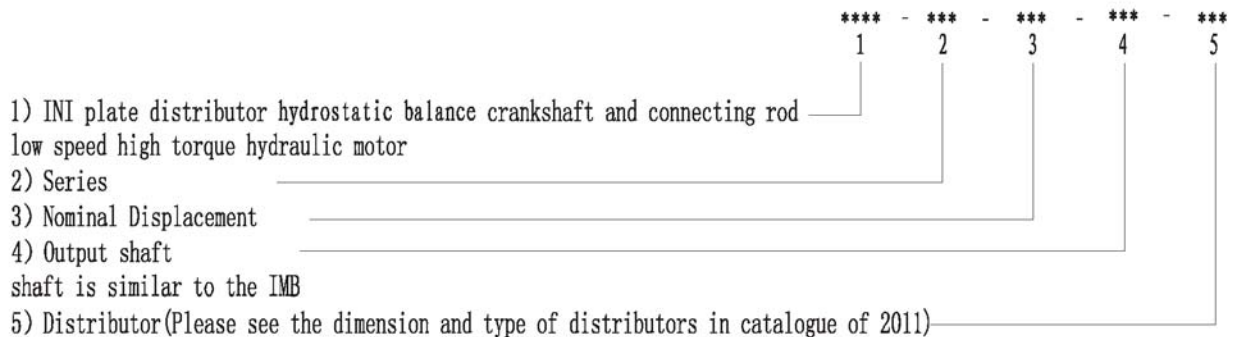 **** - *** - *** - *** - ***
1 2 3 4 5
1) INI plate distributor hydrostatic balance crankshaft and connecting rod
low speed high torque hydraulic motor
2) Series
3) Nominal Displacement
4) Output shaft
shaft is similar to the IMB
5) Distributor(Please see the dimension and type of distributors in catalogue of 2011)